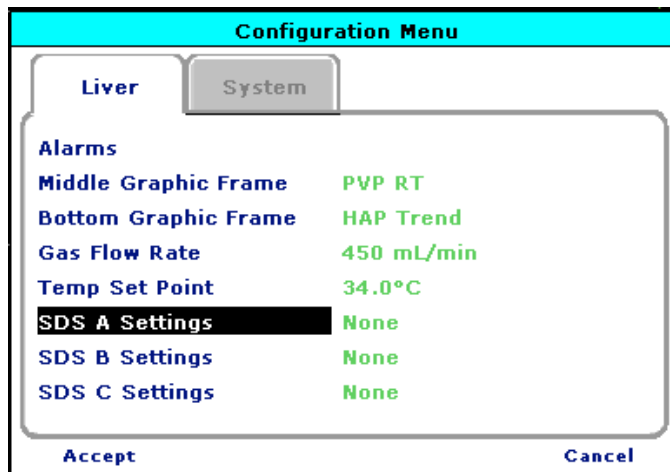 Configuration Menu
Liver System
Alarms
Middle Graphic Frame PVP RT
Bottom Graphic Frame HAP Trend
Gas Flow Rate 450 mL/min
Temp Set Point 34.0°C
SDS A Settings None
SDS B Settings None
SDS C Settings None
Accept Cancel